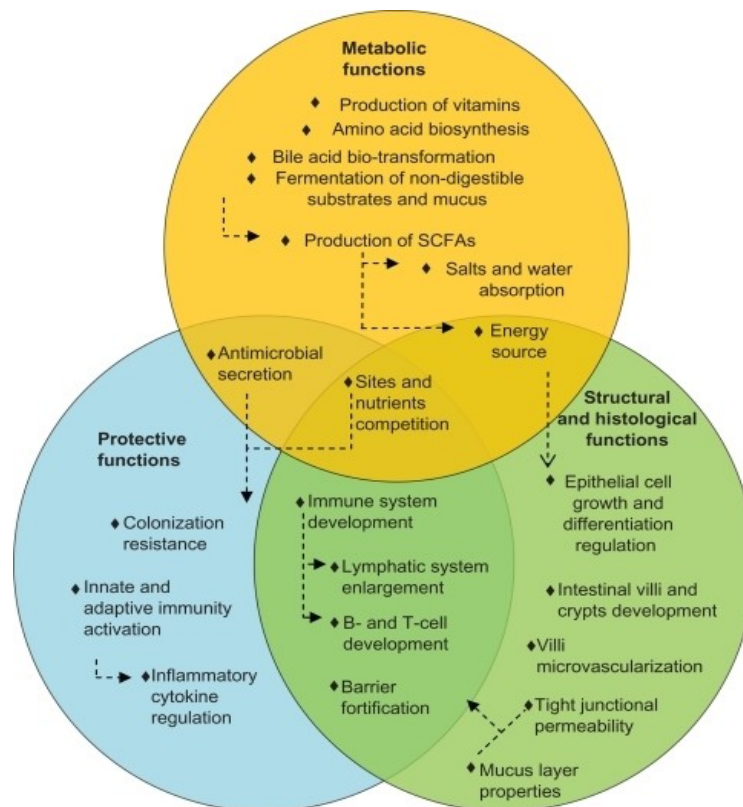 Metabolic
functions
♦ Production of vitamins
♦ Amino acid biosynthesis
♦ Bile acid bio-transformation
♦ Fermentation of non-digestible
substrates and mucus
♦ Production of SCFAs
♦ Salts and water
absorption
♦ Energy
source
♦ Antimicrobial
secretion
♦ Sites and
nutrients
competition
Protective
functions
♦ Colonization
resistance
♦ Innate and
adaptive immunity
activation
♦ Inflammatory
cytokine
regulation
♦ Immune system
development
♦ Lymphatic system
enlargement
♦ B- and T-cell
development
♦ Barrier
fortification
Structural
and histological
functions
♦ Epithelial cell
growth and
differentiation
regulation
♦ Intestinal villi and
crypts development
♦ Villi
microvascularization
♦ Tight junctional
permeability
♦ Mucus layer
properties